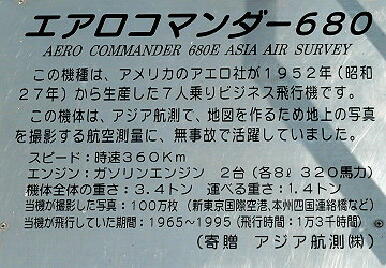 エアロコマンダー680
AERO COMMANDER 680E ASIA AIR SURVEY
この機種は、アメリカのアエロ社が1952年(昭和
27年)から生産した7人乗りビジネス飛行機です。
この機体は、アジア航測で、地図を作るため地上の写真
を撮影する航空測量に、無事故で活躍していました。
スピード:時速360Km
エンジン:ガソリンエンジン 2台(各8ℓ 320馬力)
機体全体の重さ:3.4トン 運べる重さ:1.4トン
当機が撮影した写真:100万枚(新東京国際空港、本州四国連絡橋など)
当機が飛行していた期間:1965~1995(飛行時間:1万3千時間)
(寄贈 アジア航測㈱)